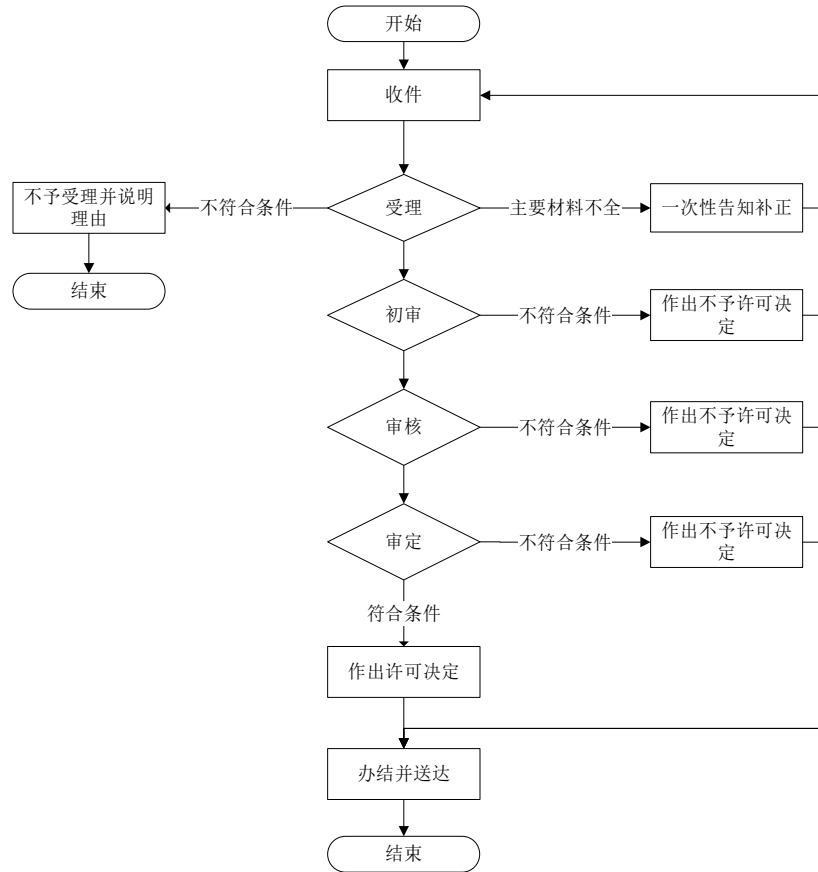 开始
收件
不予受理并说明
理由
不符合条件
受理
主要材料不全
一次性告知补正
结束
初审
不符合条件
作出不予许可决
定
审核
不符合条件
作出不予许可决
定
审定
不符合条件
作出不予许可决
定
符合条件
作出许可决定
办结并送达
结束